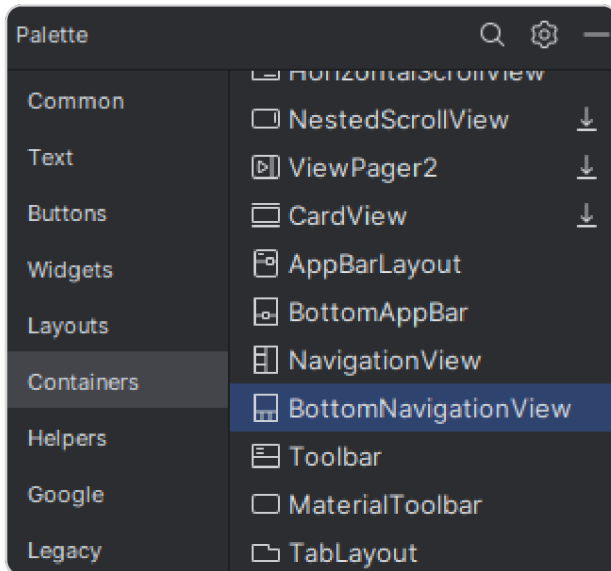 Palette
Common
Text
Buttons
Widgets
Layouts
Containers
Helpers
Google
Legacy
HorizontalScrollView
NestedScrollView
ViewPager2
CardView
AppBarLayout
BottomAppBar
NavigationView
BottomNavigationView
Toolbar
MaterialToolbar
TabLayout